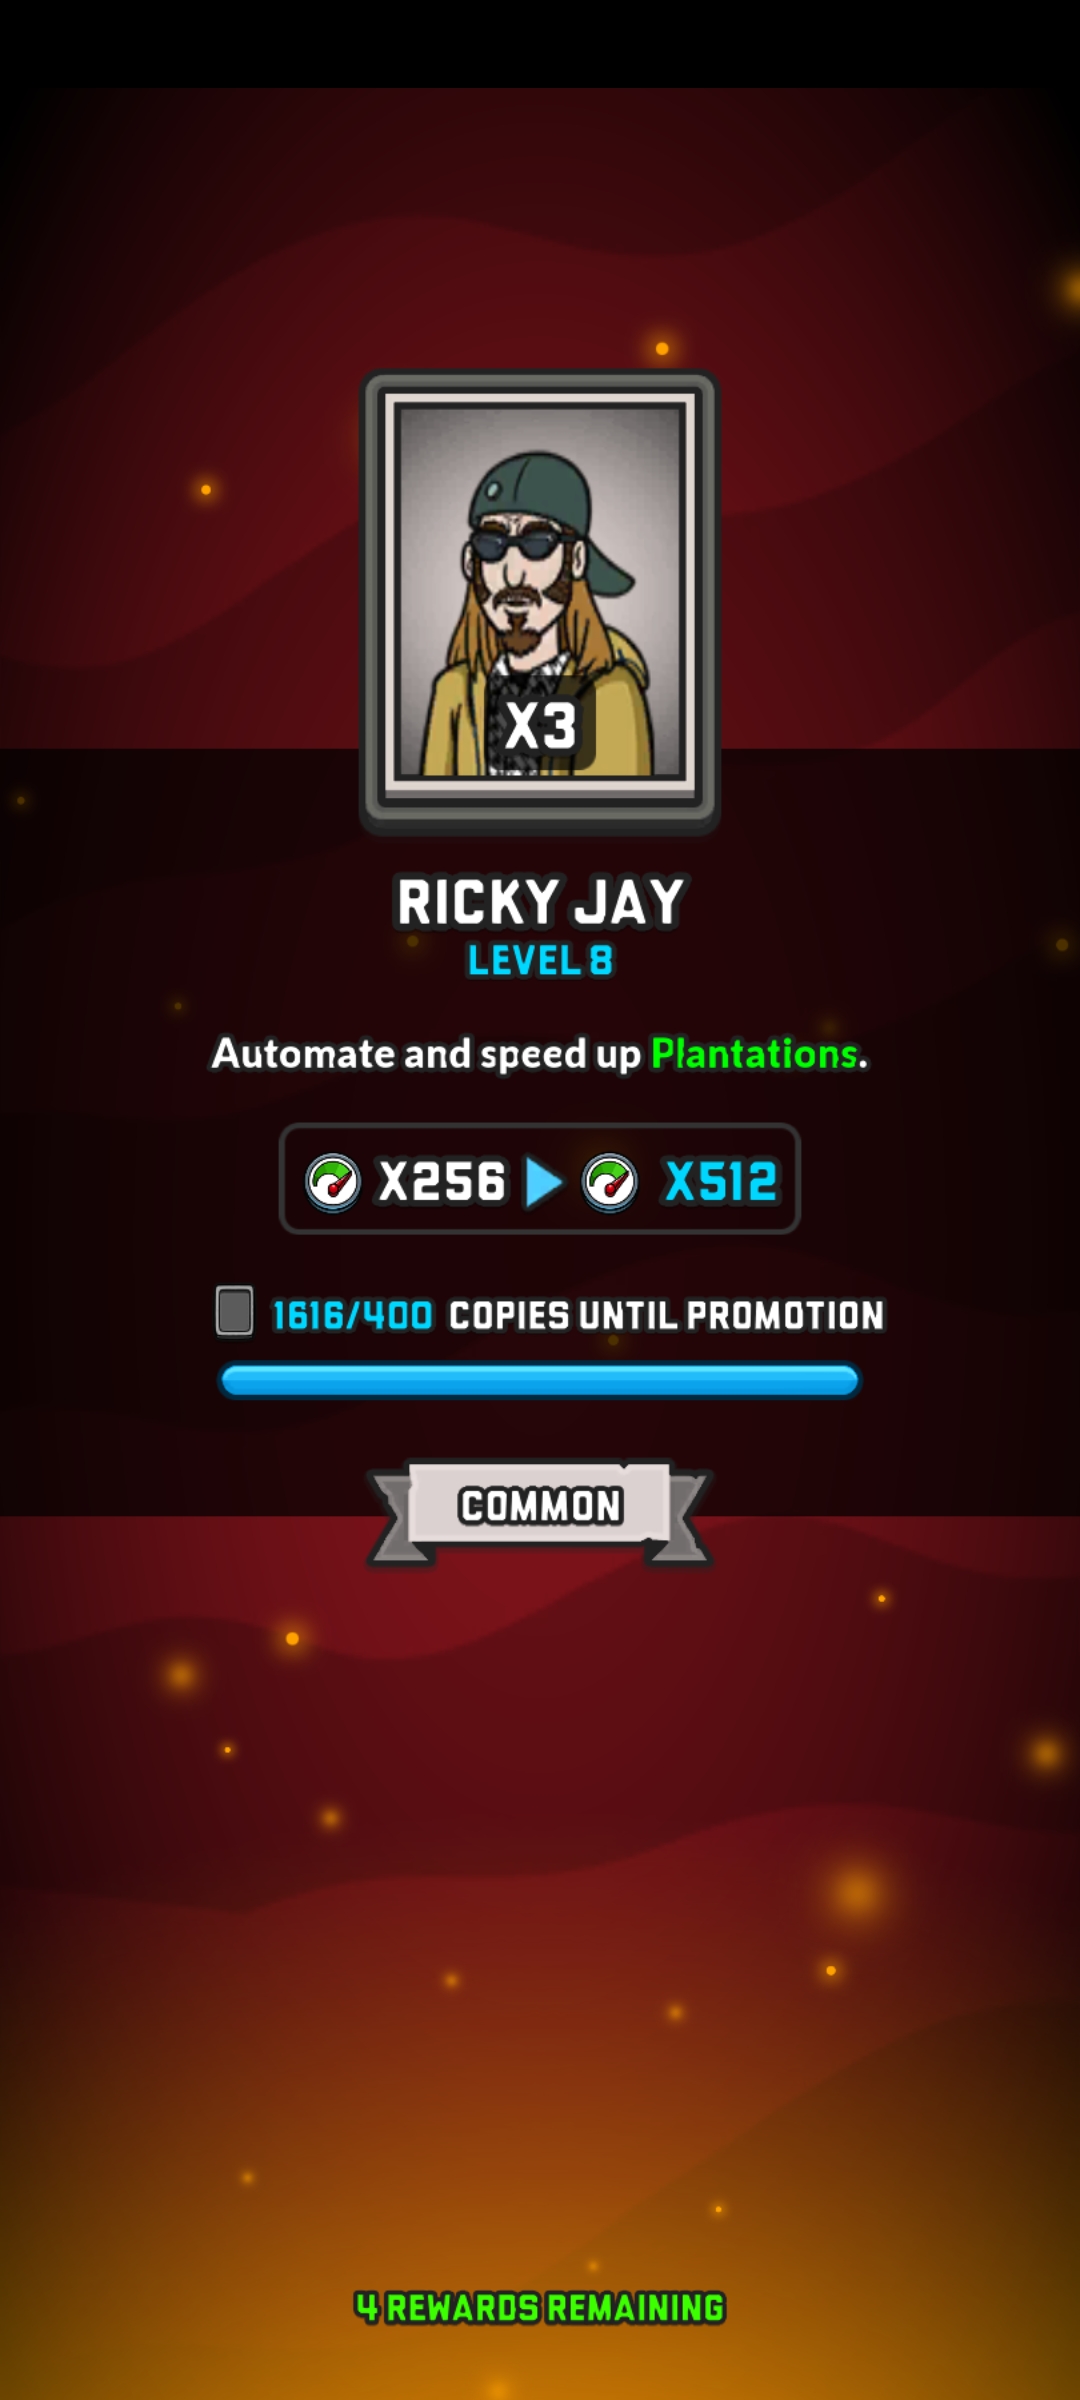 X3
RICKY JAY
LEVEL 8
Automate and speed up Plantations.
X256 X512
1616/400 COPIES UNTIL PROMOTION
COMMON
4 REWARDS REMAINING